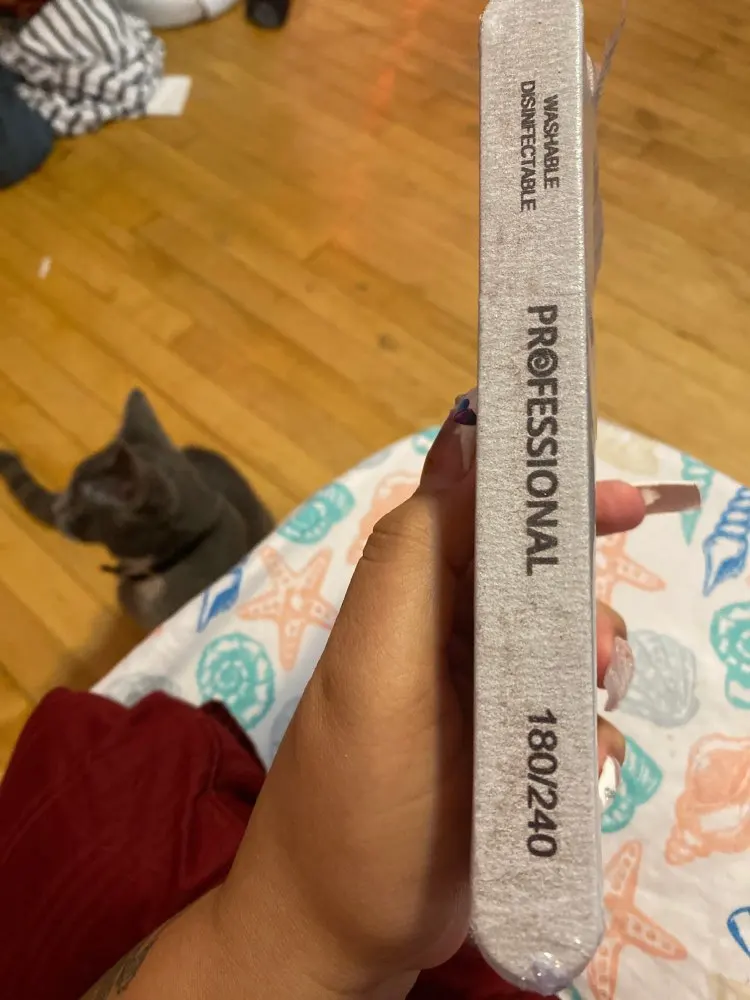 WASHABLE
DISINFECTABLE
PROFESSIONAL
180/240